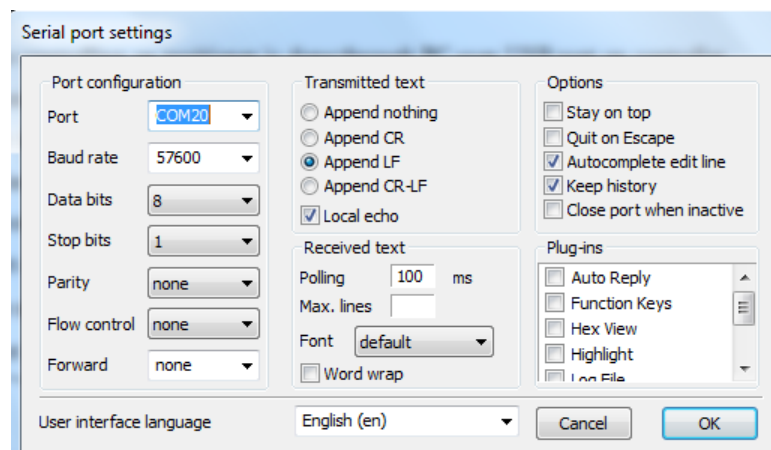 Serial port settings
Port configuration
Port COM20
Baud rate 57600
Data bits 8
Stop bits 1
Parity none
Flow control none
Forward none
Transmitted text
Append nothing
Append CR
Append LF
Append CR-LF
Local echo
Received text
Polling 100 ms
Max. lines
Font default
Word wrap
Options
Stay on top
Quit on Escape
Autocomplete edit line
Keep history
Close port when inactive
Plug-ins
Auto Reply
Function Keys
Hex View
Highlight
Log File
User interface language English (en) Cancel OK